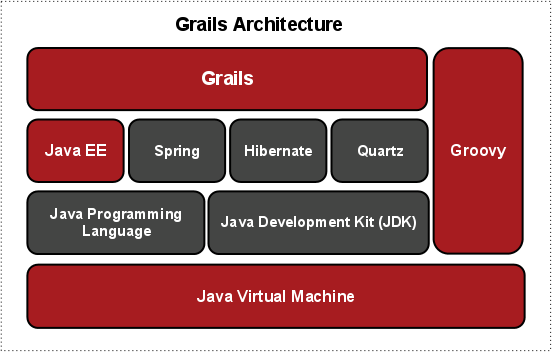 Grails Architecture
Grails
Java EE
Spring
Hibernate
Quartz
Groovy
Java Programming
Language
Java Development Kit (JDK)
Java Virtual Machine